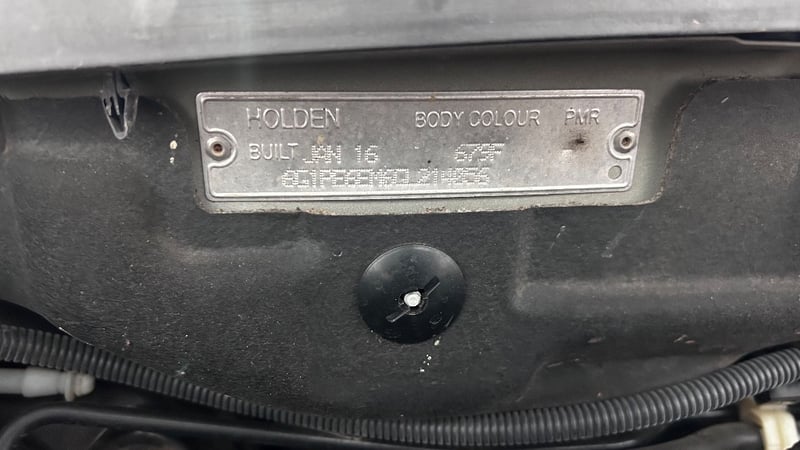 HOLDEN BODY COLOUR PMR
BUILT JAN 16 679F